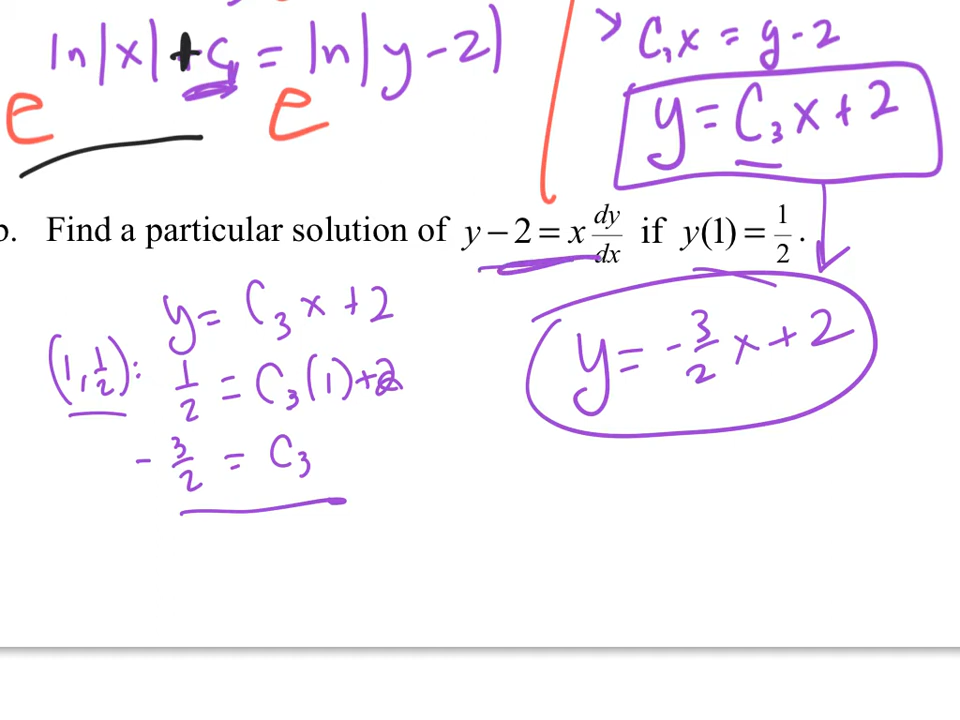 ln|x| + C₁ = ln|y-2|
e e
> C₃x = y-2
y = C₃x + 2
b. Find a particular solution of y − 2 = x dy/dx if y(1) = 1/2.
y = C₃x + 2
(1, 1/2): 1/2 = C₃(1) + 2
-3/2 = C₃
y = -3/2 x + 2